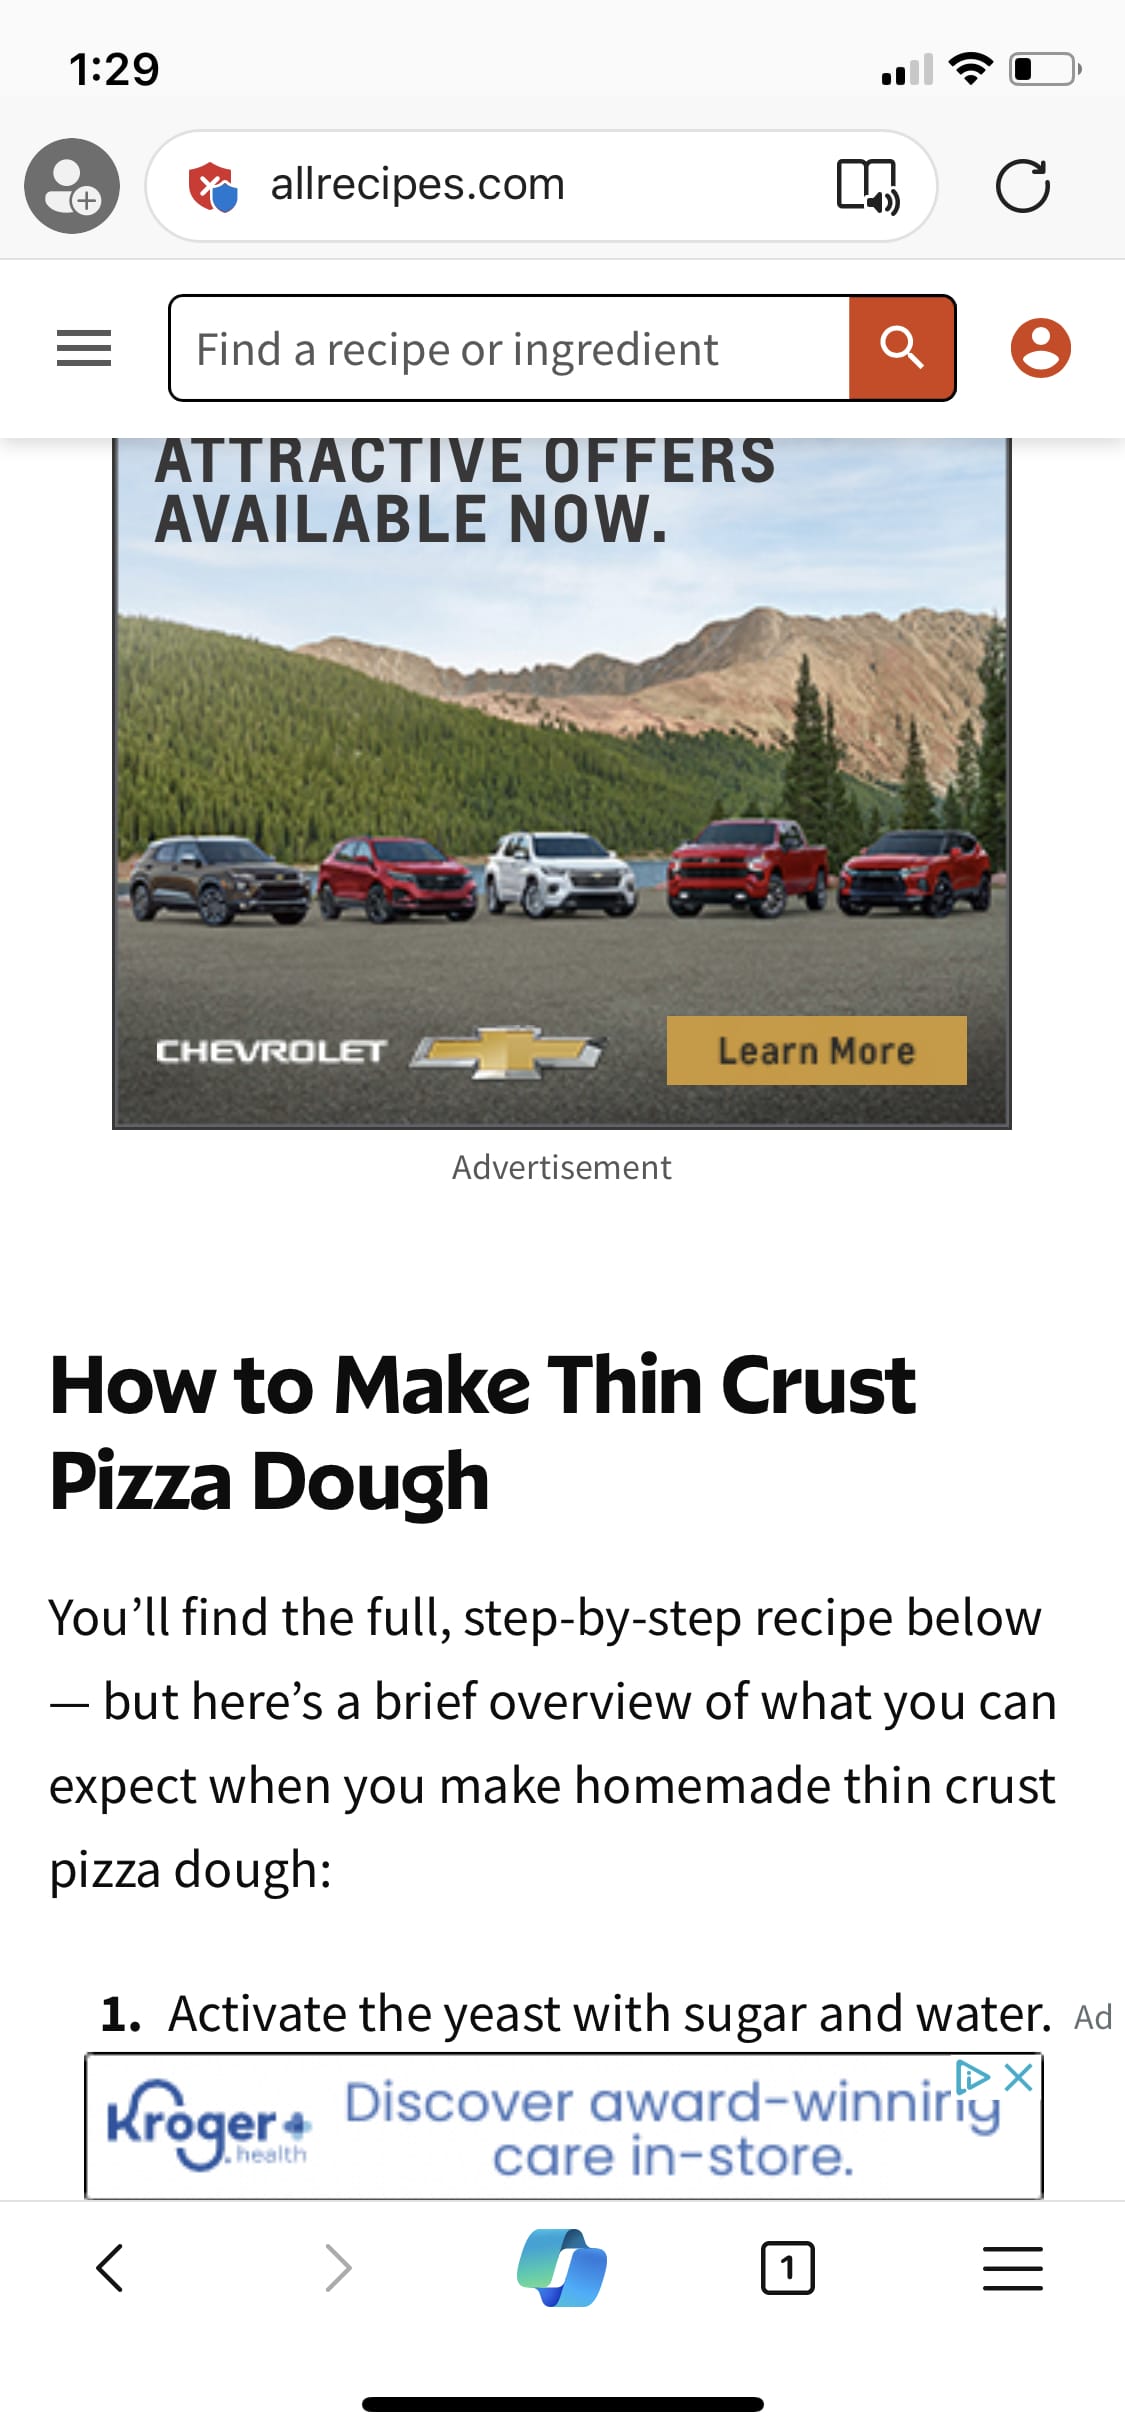 1:29
allrecipes.com
Find a recipe or ingredient
ATTRACTIVE OFFERS
AVAILABLE NOW.
CHEVROLET
Learn More
Advertisement
How to Make Thin Crust
Pizza Dough
You’ll find the full, step-by-step recipe below
— but here’s a brief overview of what you can
expect when you make homemade thin crust
pizza dough:
1. Activate the yeast with sugar and water.
Ad
Kroger
health
Discover award-winning
care in-store.
1